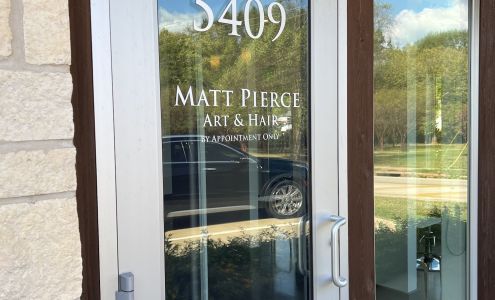 5409
MATT PIERCE
ART & HAIR
BY APPOINTMENT ONLY